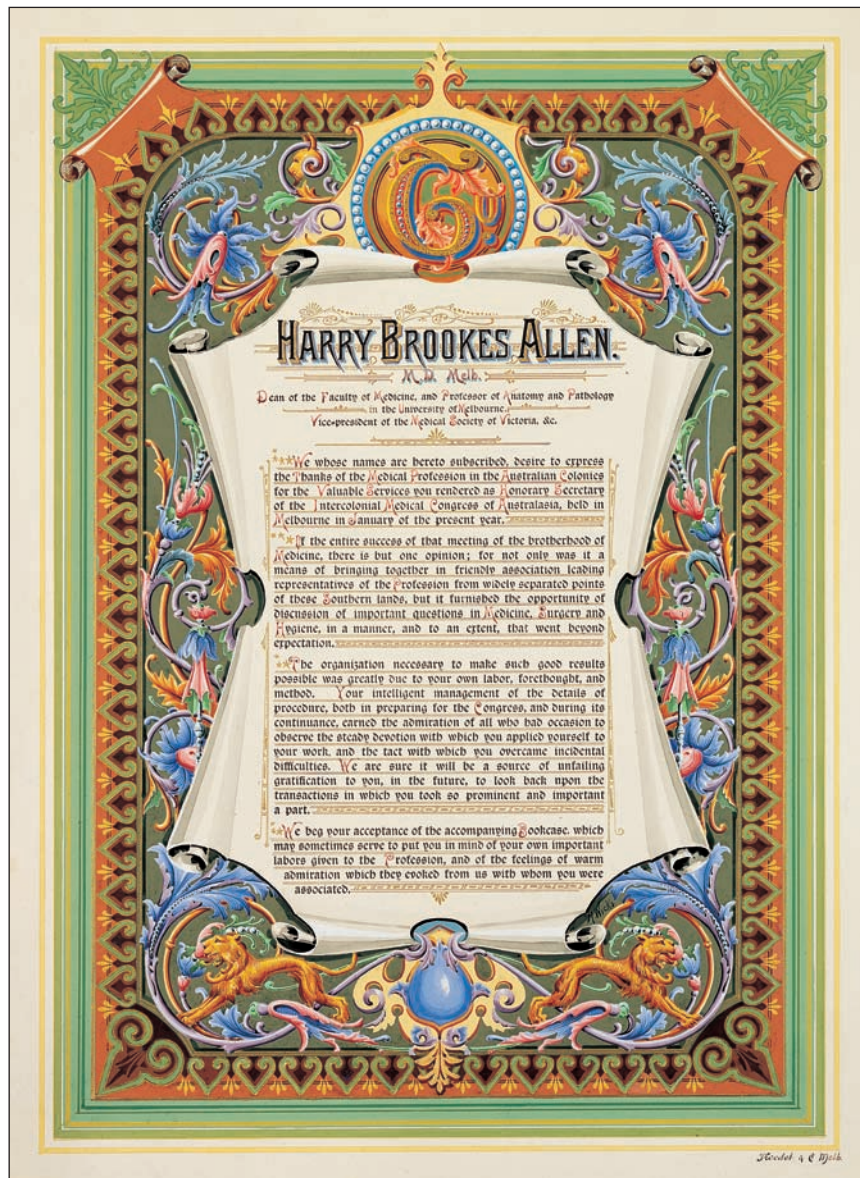 To
HARRY BROOKES ALLEN.
M.D. Melb.
Dean of the Faculty of Medicine, and Professor of Anatomy and Pathology
in the University of Melbourne.
Vice-president of the Medical Society of Victoria, &c.
We whose names are hereto subscribed, desire to express
the Thanks of the Medical Profession in the Australian Colonies
for the Valuable Services you rendered as Honorary Secretary
of the Intercolonial Medical Congress of Australasia, held in
Melbourne in January of the present year.
Of the entire success of that meeting of the brotherhood of
Medicine, there is but one opinion; for not only was it a
means of bringing together in friendly association leading
representatives of the Profession from widely separated points
of these Southern lands, but it furnished the opportunity of
discussion of important questions in Medicine, Surgery and
Hygiene, in a manner, and to an extent, that went beyond
expectation.
The organization necessary to make such good results
possible was greatly due to your own labor, forethought, and
method. Your intelligent management of the details of
procedure, both in preparing for the Congress, and during its
continuance, earned the admiration of all who had occasion to
observe the steady devotion with which you applied yourself to
your work, and the tact with which you overcame incidental
difficulties. We are sure it will be a source of unfailing
gratification to you, in the future, to look back upon the
transactions in which you took so prominent and important
a part.
We beg your acceptance of the accompanying Bookcase, which
may sometimes serve to put you in mind of your own important
labors given to the Profession, and of the feelings of warm
admiration which they evoked from us with whom you were
associated.
& C Melb.